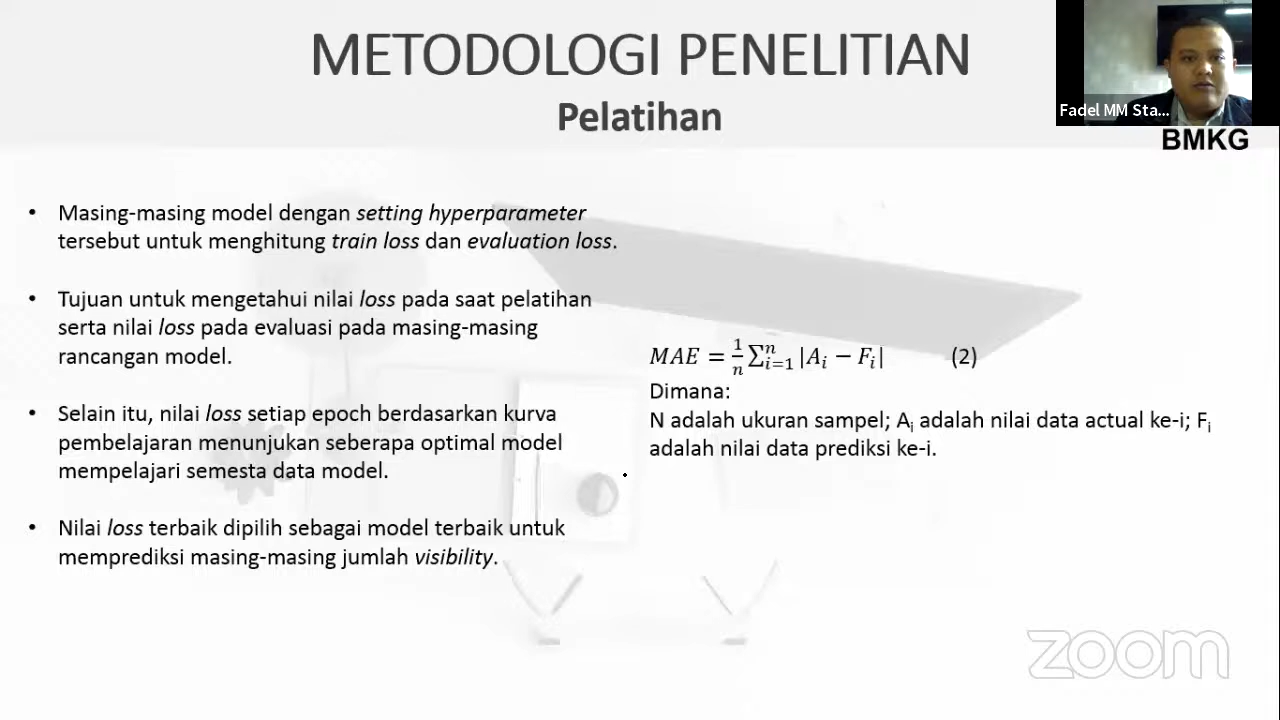 METODOLOGI PENELITIAN
Pelatihan
Fadel MM Sta...
BMKG
• Masing-masing model dengan setting hyperparameter
tersebut untuk menghitung train loss dan evaluation loss.
• Tujuan untuk mengetahui nilai loss pada saat pelatihan
serta nilai loss pada evaluasi pada masing-masing
rancangan model.
• Selain itu, nilai loss setiap epoch berdasarkan kurva
pembelajaran menunjukan seberapa optimal model
mempelajari semesta data model.
• Nilai loss terbaik dipilih sebagai model terbaik untuk
memprediksi masing-masing jumlah visibility.
MAE = \frac{1}{n} \sum_{i=1}^{n} |A_i − F_i| (2)
Dimana:
N adalah ukuran sampel; Aᵢ adalah nilai data actual ke-i; Fᵢ
adalah nilai data prediksi ke-i.
zoom